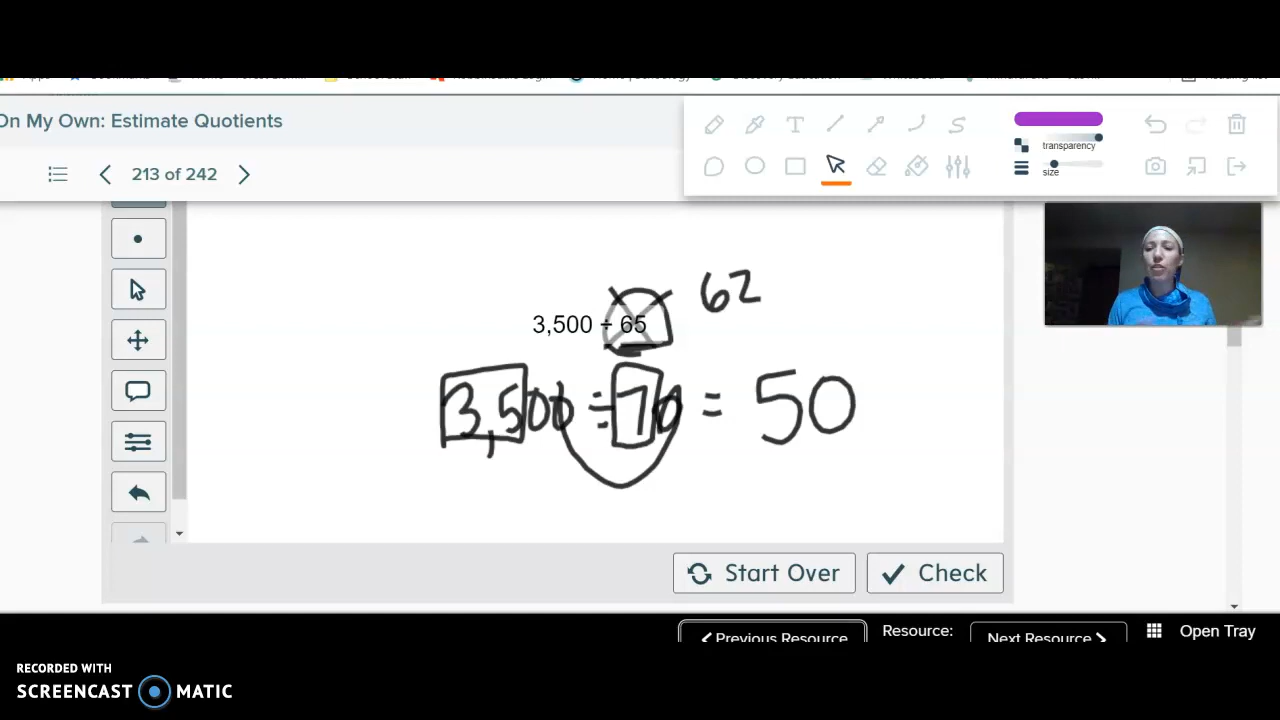 On My Own: Estimate Quotients
213 of 242
transparency
size
62
3,500 ÷ 65
3,500 ÷ 70 = 50
Start Over
Check
Previous Resource
Resource:
Next Resource
Open Tray
RECORDED WITH
SCREENCAST MATIC